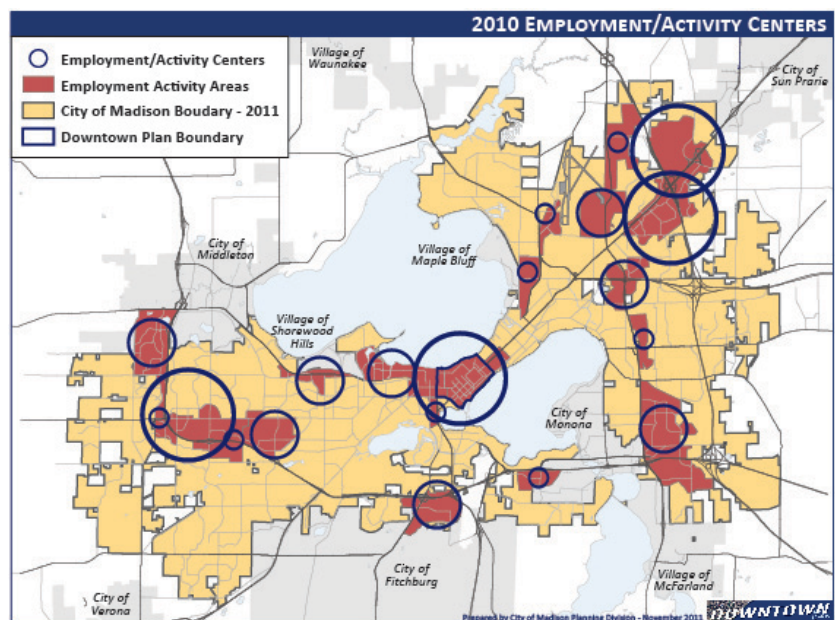 2010 EMPLOYMENT/ACTIVITY CENTERS
Employment/Activity Centers
Employment Activity Areas
City of Madison Boudary - 2011
Downtown Plan Boundary
Village of
Waunakee
City of
Sun Prarie
City of
Middleton
Village of
Maple Bluff
Village of
Shorewood
Hills
City of
Monona
City of
Fitchburg
City of
Verona
Village of
McFarland
Prepared by City of Madison Planning Division - November 2011
DOWNTOWN